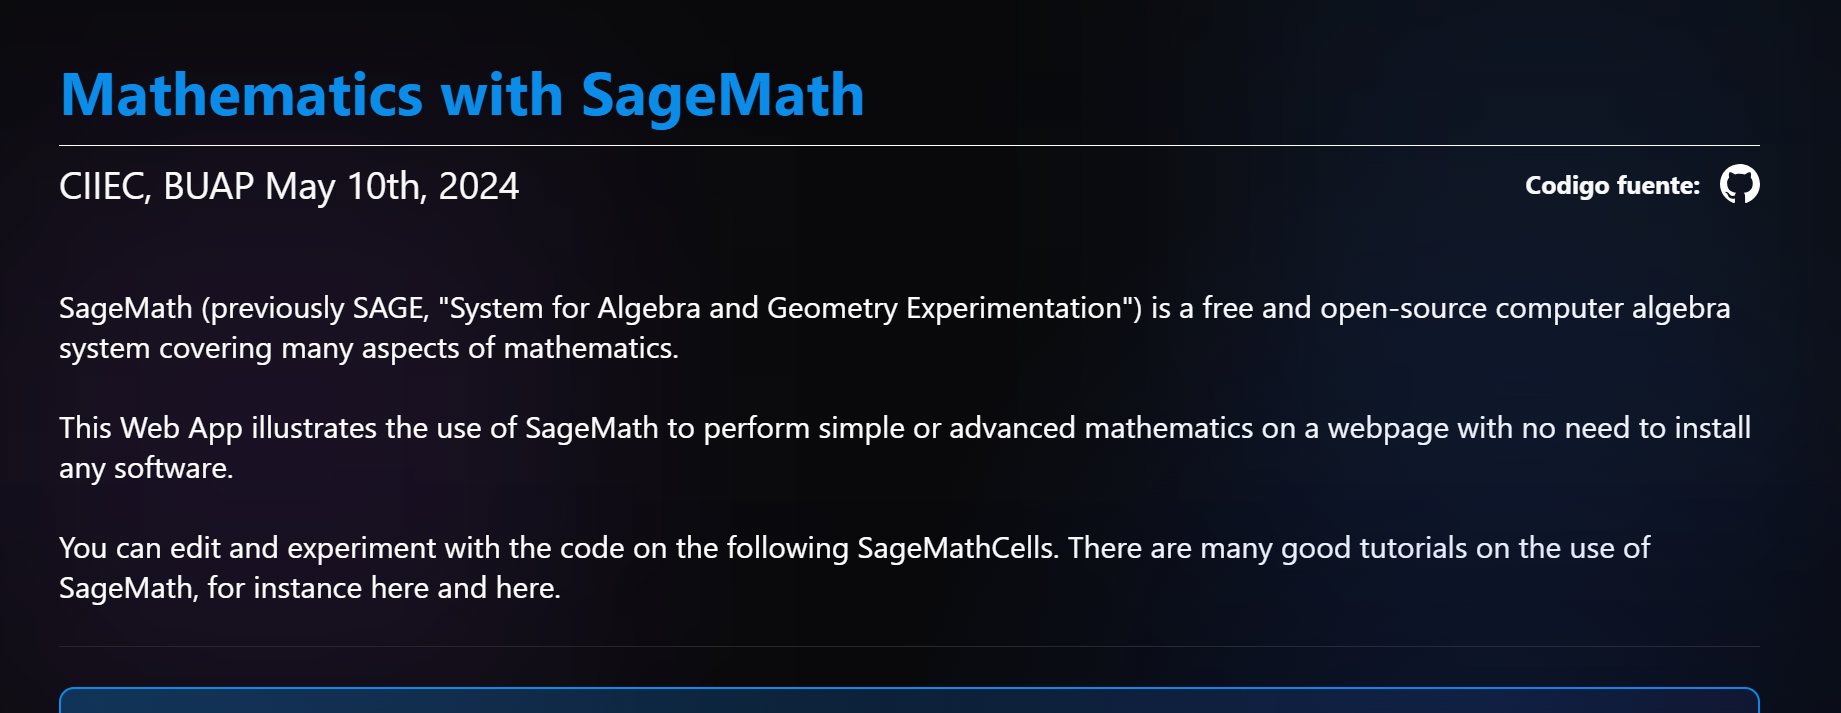 Mathematics with SageMath
CIIEC, BUAP May 10th, 2024
Codigo fuente:
SageMath (previously SAGE, "System for Algebra and Geometry Experimentation") is a free and open-source computer algebra
system covering many aspects of mathematics.
This Web App illustrates the use of SageMath to perform simple or advanced mathematics on a webpage with no need to install
any software.
You can edit and experiment with the code on the following SageMathCells. There are many good tutorials on the use of
SageMath, for instance here and here.